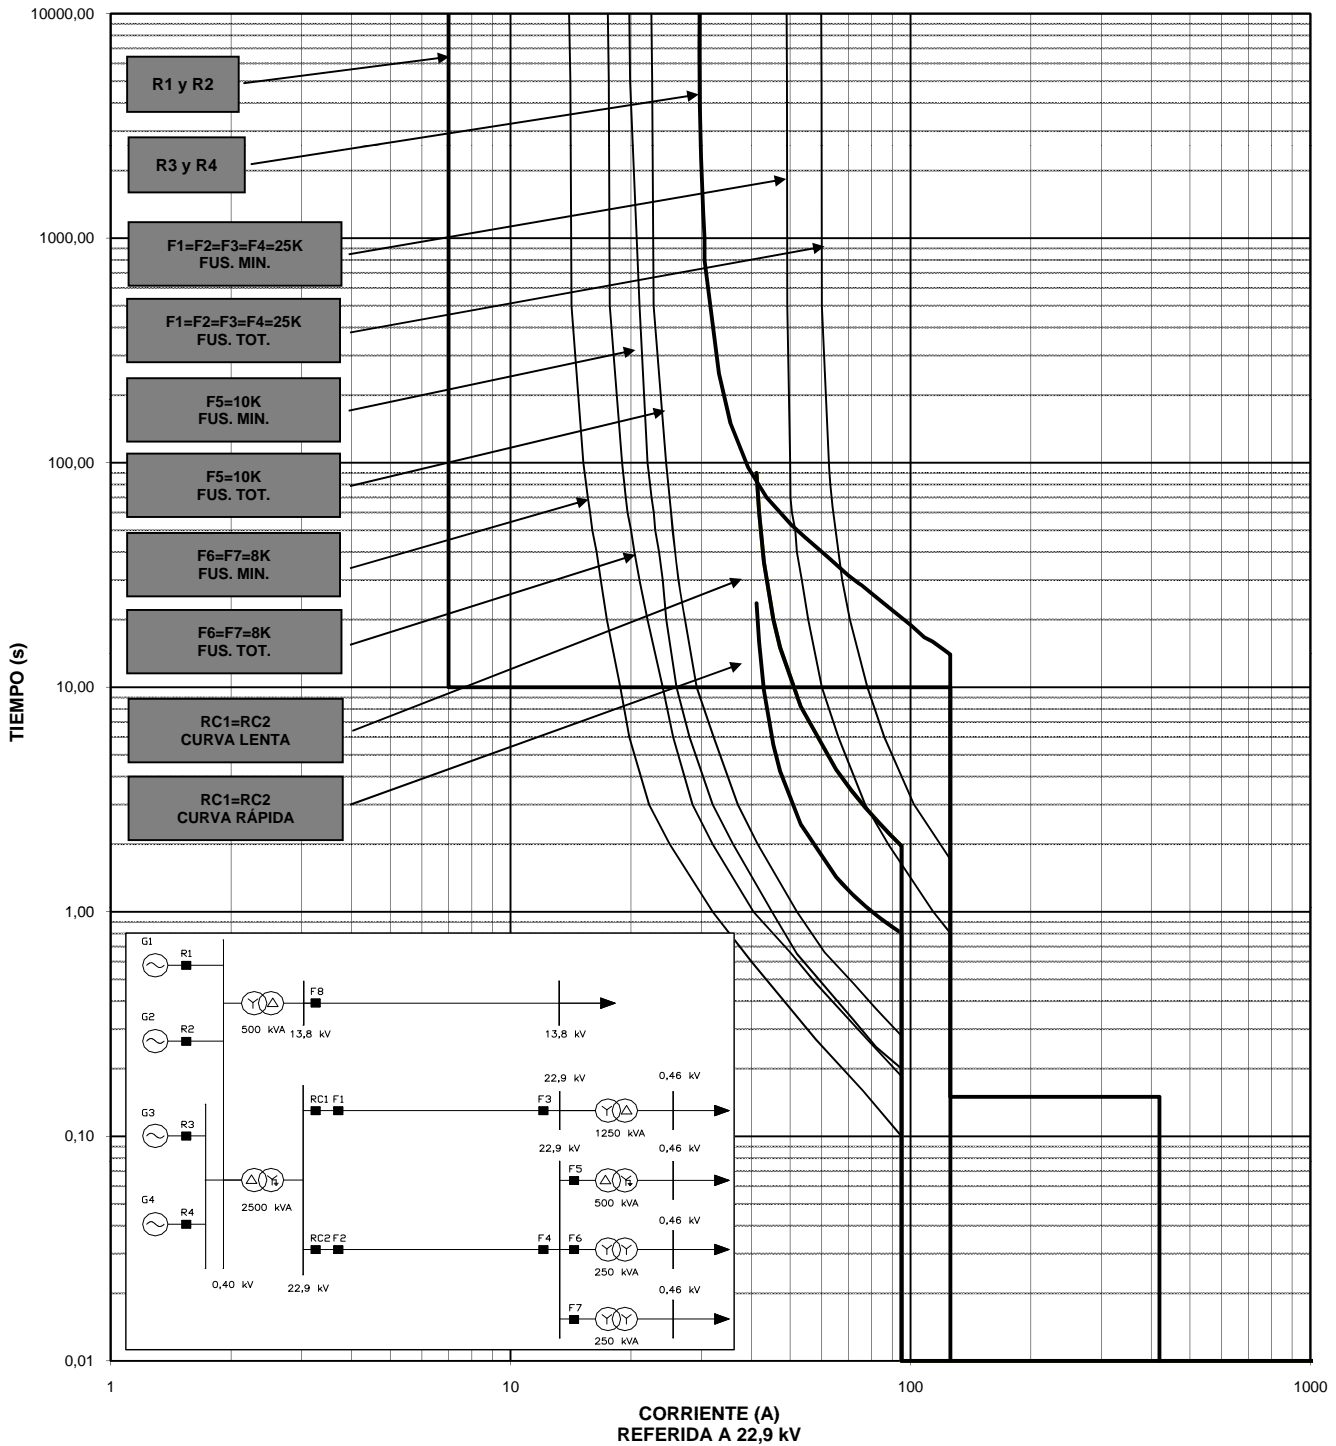 10000,00
1000,00
100,00
10,00
1,00
0,10
0,01
TIEMPO (s)
R1 y R2
R3 y R4
F1=F2=F3=F4=25K
FUS. MIN.
F1=F2=F3=F4=25K
FUS. TOT.
F5=10K
FUS. MIN.
F5=10K
FUS. TOT.
F6=F7=8K
FUS. MIN.
F6=F7=8K
FUS. TOT.
RC1=RC2
CURVA LENTA
RC1=RC2
CURVA RÁPIDA
G1
R1
G2
R2
500 kVA
F8
13,8 kV
13,8 kV
G3
R3
G4
R4
2500 kVA
0,40 kV
22,9 kV
RC1 F1
F3
22,9 kV
0,46 kV
1250 kVA
22,9 kV
0,46 kV
F5
500 kVA
0,46 kV
RC2 F2
F4
F6
250 kVA
0,46 kV
F7
250 kVA
1
10
100
1000
CORRIENTE (A)
REFERIDA A 22,9 kV